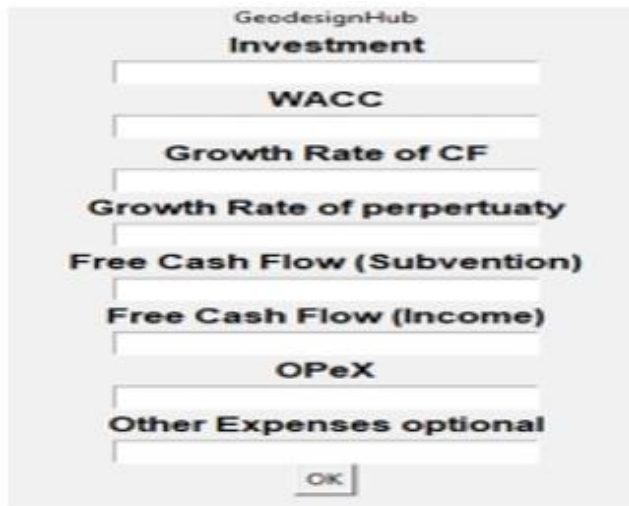 GeodesignHub
Investment
WACC
Growth Rate of CF
Growth Rate of perpertuaty
Free Cash Flow (Subvention)
Free Cash Flow (Income)
OPeX
Other Expenses optional
OK